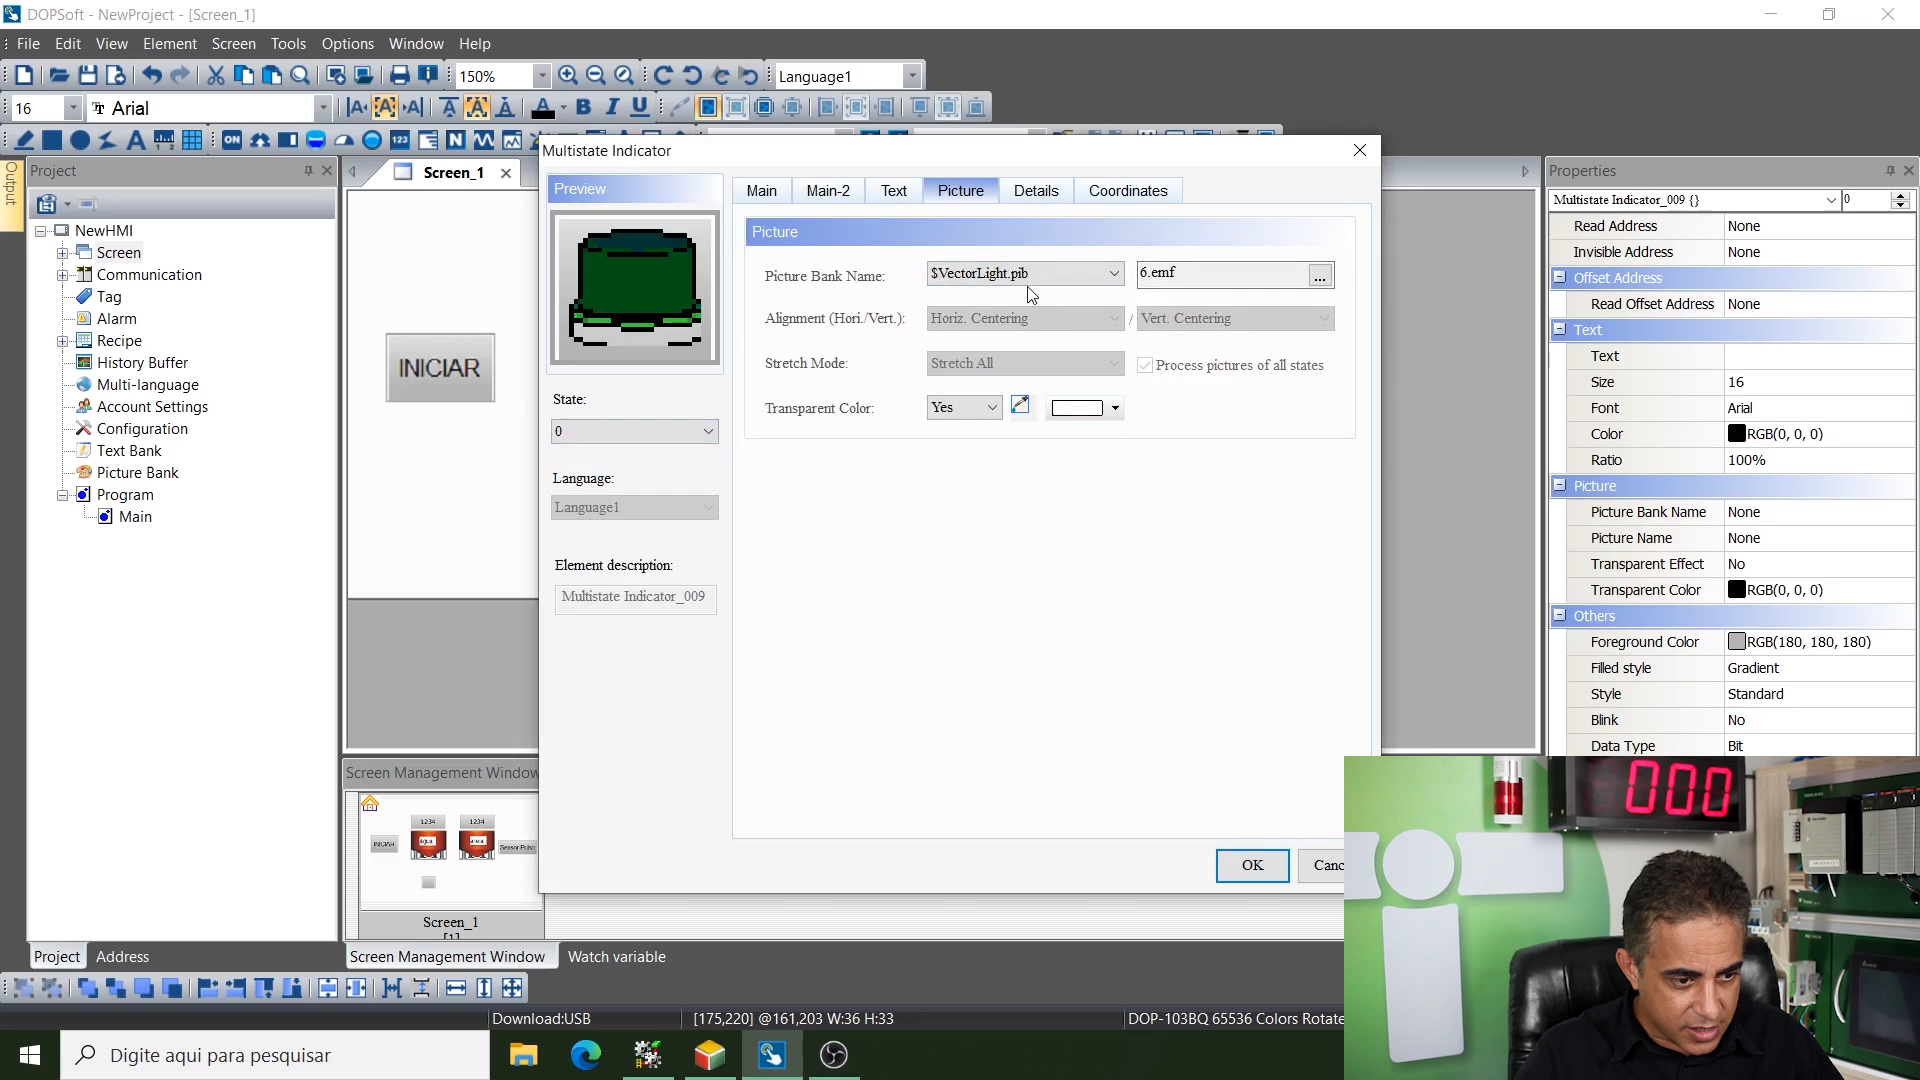 DOPSoft - NewProject - [Screen_1]
File Edit View Element Screen Tools Options Window Help
150% Language1
16 Arial
Output
Project
Screen_1
Multistate Indicator
Properties
Preview
Main Main-2 Text Picture Details Coordinates
Multistate Indicator_009 {} 0
NewHMI
Screen
Communication
Tag
Alarm
Recipe
History Buffer
Multi-language
Account Settings
Configuration
Text Bank
Picture Bank
Program
Main
INICIAR
Picture
Picture Bank Name: $VectorLight.pib 6.emf ...
Alignment (Hori./Vert.): Horiz. Centering / Vert. Centering
Stretch Mode: Stretch All Process pictures of all states
Transparent Color: Yes
State:
0
Language:
Language1
Element description:
Multistate Indicator_009
Read Address None
Invisible Address None
Offset Address
Read Offset Address None
Text
Text
Size 16
Font Arial
Color RGB(0, 0, 0)
Ratio 100%
Picture
Picture Bank Name None
Picture Name None
Transparent Effect No
Transparent Color RGB(0, 0, 0)
Others
Foreground Color RGB(180, 180, 180)
Filled style Gradient
Style Standard
Blink No
Data Type Bit
Screen Management Window
1234 1234
INICIAR
Sensor Pulso
Screen_1
[1]
OK Canc
000
Project Address
Screen Management Window Watch variable
Download:USB [175,220] @161,203 W:36 H:33 DOP-103BQ 65536 Colors Rotate
Digite aqui para pesquisar